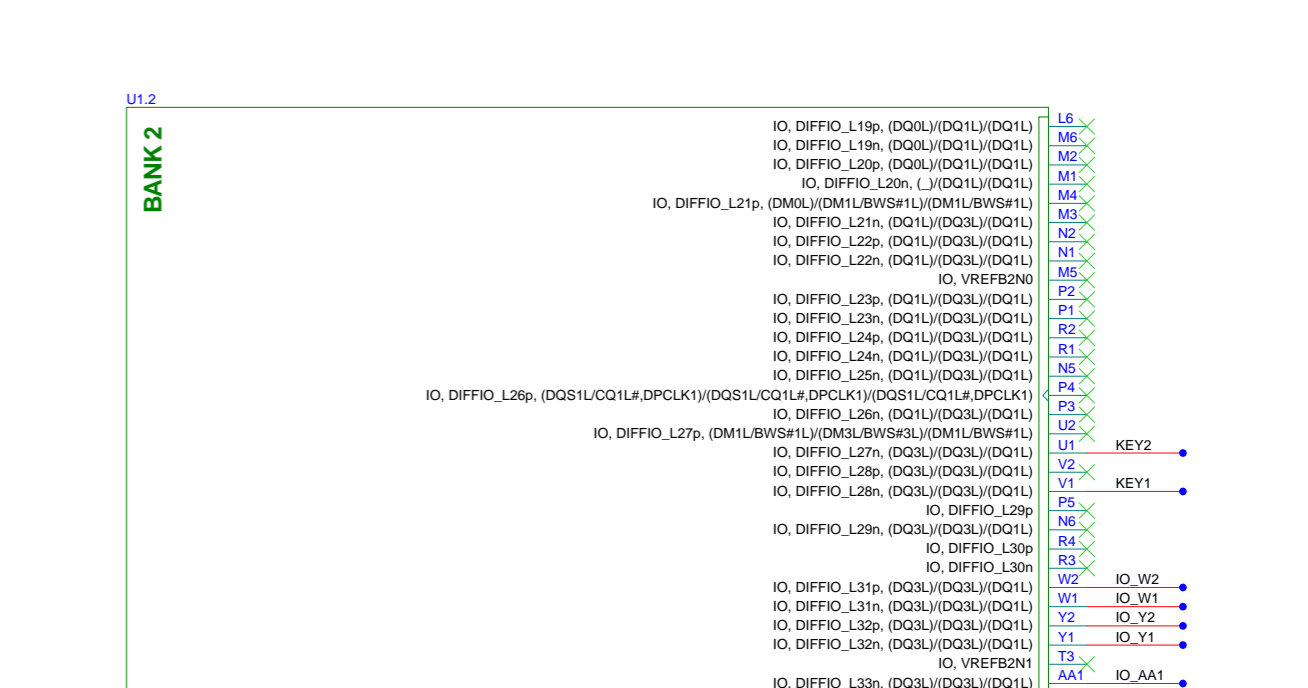 U1.2
BANK 2
IO, DIFFIO_L19p, (DQ0L)/(DQ1L)/(DQ1L) L6
IO, DIFFIO_L19n, (DQ0L)/(DQ1L)/(DQ1L) M6
IO, DIFFIO_L20p, (DQ0L)/(DQ1L)/(DQ1L) M2
IO, DIFFIO_L20n, (_)/(DQ1L)/(DQ1L) M1
IO, DIFFIO_L21p, (DM0L)/(DM1L/BWS#1L)/(DM1L/BWS#1L) M4
IO, DIFFIO_L21n, (DQ1L)/(DQ3L)/(DQ1L) M3
IO, DIFFIO_L22p, (DQ1L)/(DQ3L)/(DQ1L) N2
IO, DIFFIO_L22n, (DQ1L)/(DQ3L)/(DQ1L) N1
IO, VREFB2N0 M5
IO, DIFFIO_L23p, (DQ1L)/(DQ3L)/(DQ1L) P2
IO, DIFFIO_L23n, (DQ1L)/(DQ3L)/(DQ1L) P1
IO, DIFFIO_L24p, (DQ1L)/(DQ3L)/(DQ1L) R2
IO, DIFFIO_L24n, (DQ1L)/(DQ3L)/(DQ1L) R1
IO, DIFFIO_L25n, (DQ1L)/(DQ3L)/(DQ1L) N5
IO, DIFFIO_L26p, (DQS1L/CQ1L#,DPCLK1)/(DQS1L/CQ1L#,DPCLK1)/(DQS1L/CQ1L#,DPCLK1) P4
IO, DIFFIO_L26n, (DQ1L)/(DQ3L)/(DQ1L) P3
IO, DIFFIO_L27p, (DM1L/BWS#1L)/(DM3L/BWS#3L)/(DM1L/BWS#1L) U2
IO, DIFFIO_L27n, (DQ3L)/(DQ3L)/(DQ1L) U1 KEY2
IO, DIFFIO_L28p, (DQ3L)/(DQ3L)/(DQ1L) V2
IO, DIFFIO_L28n, (DQ3L)/(DQ3L)/(DQ1L) V1 KEY1
IO, DIFFIO_L29p P5
IO, DIFFIO_L29n, (DQ3L)/(DQ3L)/(DQ1L) N6
IO, DIFFIO_L30p R4
IO, DIFFIO_L30n R3
IO, DIFFIO_L31p, (DQ3L)/(DQ3L)/(DQ1L) W2 IO_W2
IO, DIFFIO_L31n, (DQ3L)/(DQ3L)/(DQ1L) W1 IO_W1
IO, DIFFIO_L32p, (DQ3L)/(DQ3L)/(DQ1L) Y2 IO_Y2
IO, DIFFIO_L32n, (DQ3L)/(DQ3L)/(DQ1L) Y1 IO_Y1
IO, VREFB2N1 T3
IO, DIFFIO_L33n, (DQ3L)/(DQ3L)/(DQ1L) AA1 IO_AA1